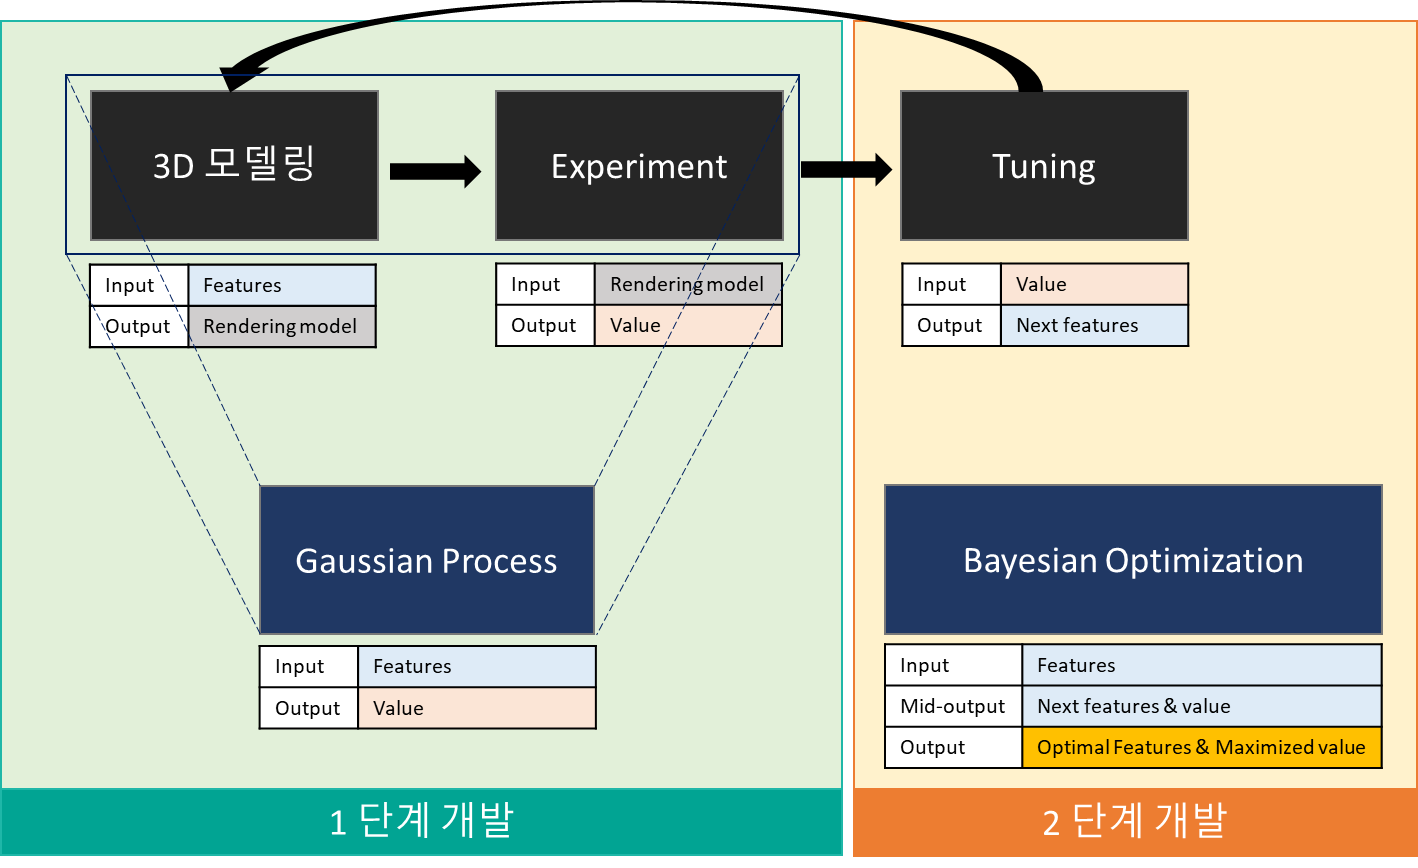 3D 모델링
Experiment
Tuning
Input Features
Output Rendering model
Input Rendering model
Output Value
Input Value
Output Next features
Gaussian Process
Bayesian Optimization
Input Features
Output Value
Input Features
Mid-output Next features & value
Output Optimal Features & Maximized value
1 단계 개발
2 단계 개발